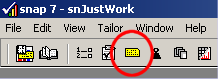 snap 7 - snJustWork
File Edit View Tailor Window Help